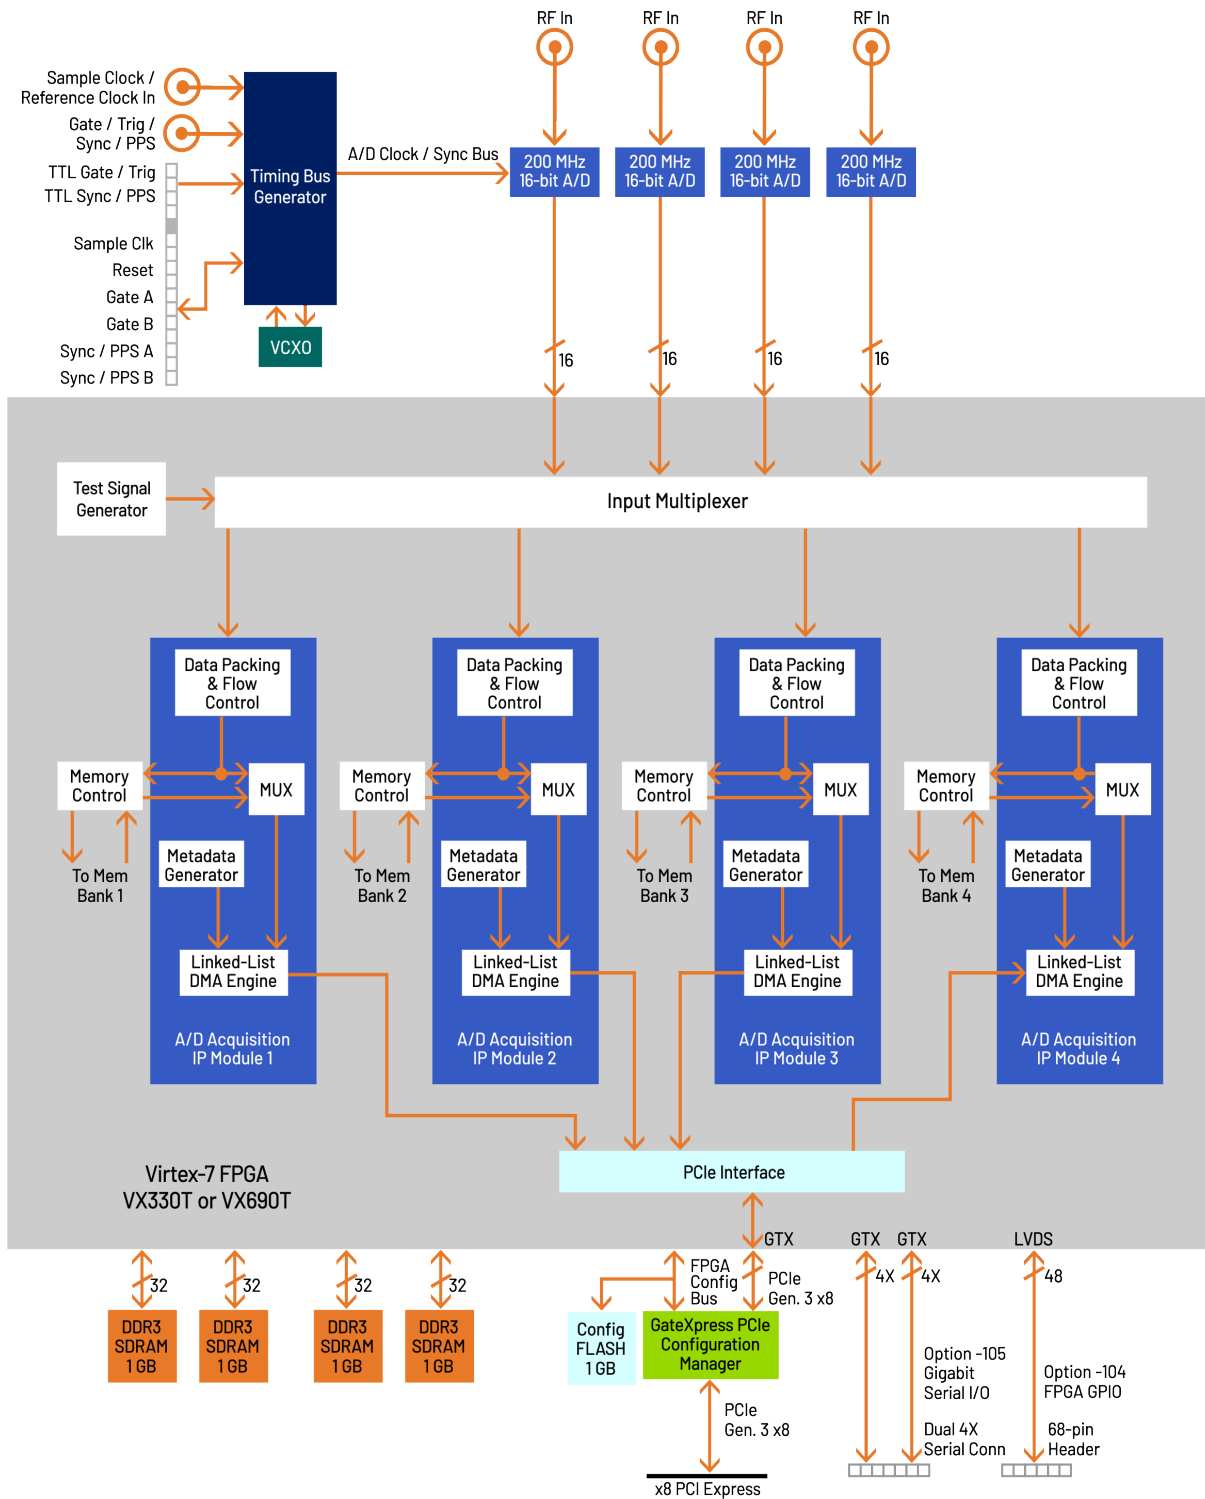 RF In
RF In
RF In
RF In
Sample Clock /
Reference Clock In
Gate / Trig /
Sync / PPS
TTL Gate / Trig
TTL Sync / PPS
Sample Clk
Reset
Gate A
Gate B
Sync / PPS A
Sync / PPS B
Timing Bus
Generator
VCXO
A/D Clock / Sync Bus
200 MHz
16-bit A/D
200 MHz
16-bit A/D
200 MHz
16-bit A/D
200 MHz
16-bit A/D
16
16
16
16
Test Signal
Generator
Input Multiplexer
Data Packing
& Flow
Control
Memory
Control
MUX
To Mem
Bank 1
Metadata
Generator
Linked-List
DMA Engine
A/D Acquisition
IP Module 1
Data Packing
& Flow
Control
Memory
Control
MUX
To Mem
Bank 2
Metadata
Generator
Linked-List
DMA Engine
A/D Acquisition
IP Module 2
Data Packing
& Flow
Control
Memory
Control
MUX
To Mem
Bank 3
Metadata
Generator
Linked-List
DMA Engine
A/D Acquisition
IP Module 3
Data Packing
& Flow
Control
Memory
Control
MUX
To Mem
Bank 4
Metadata
Generator
Linked-List
DMA Engine
A/D Acquisition
IP Module 4
Virtex-7 FPGA
VX330T or VX690T
PCIe Interface
GTX
GTX
GTX
LVDS
32
32
32
32
DDR3
SDRAM
1 GB
DDR3
SDRAM
1 GB
DDR3
SDRAM
1 GB
DDR3
SDRAM
1 GB
FPGA
Config
Bus
PCIe
Gen. 3 x8
4X
4X
48
Config
FLASH
1 GB
GateXpress PCIe
Configuration
Manager
PCIe
Gen. 3 x8
x8 PCI Express
Option -105
Gigabit
Serial I/O
Dual 4X
Serial Conn
Option -104
FPGA GPIO
68-pin
Header